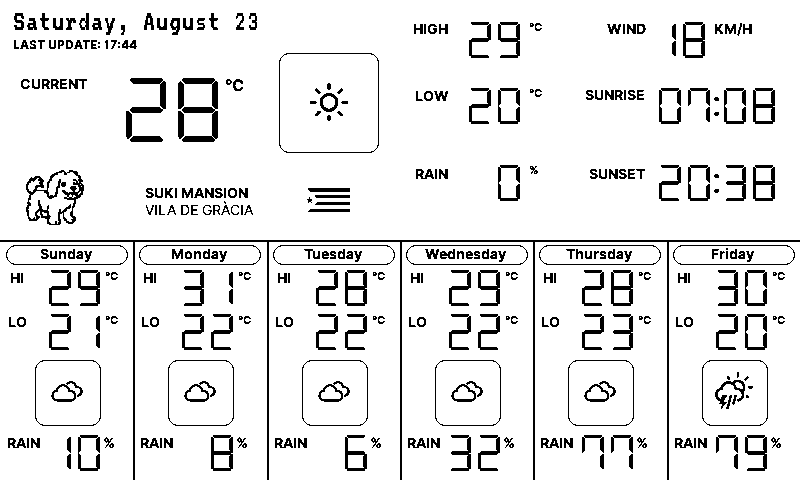 Saturday, August 23
LAST UPDATE: 17:44
CURRENT 28 °C
SUKI MANSION
VILA DE GRÀCIA
HIGH 29 °C
LOW 20 °C
RAIN 0 %
WIND 18 KM/H
SUNRISE 07:08
SUNSET 20:38
Sunday
HI 29 °C
LO 21 °C
RAIN 10 %
Monday
HI 31 °C
LO 22 °C
RAIN 8 %
Tuesday
HI 28 °C
LO 22 °C
RAIN 6 %
Wednesday
HI 29 °C
LO 22 °C
RAIN 32 %
Thursday
HI 28 °C
LO 23 °C
RAIN 77 %
Friday
HI 30 °C
LO 20 °C
RAIN 79 %